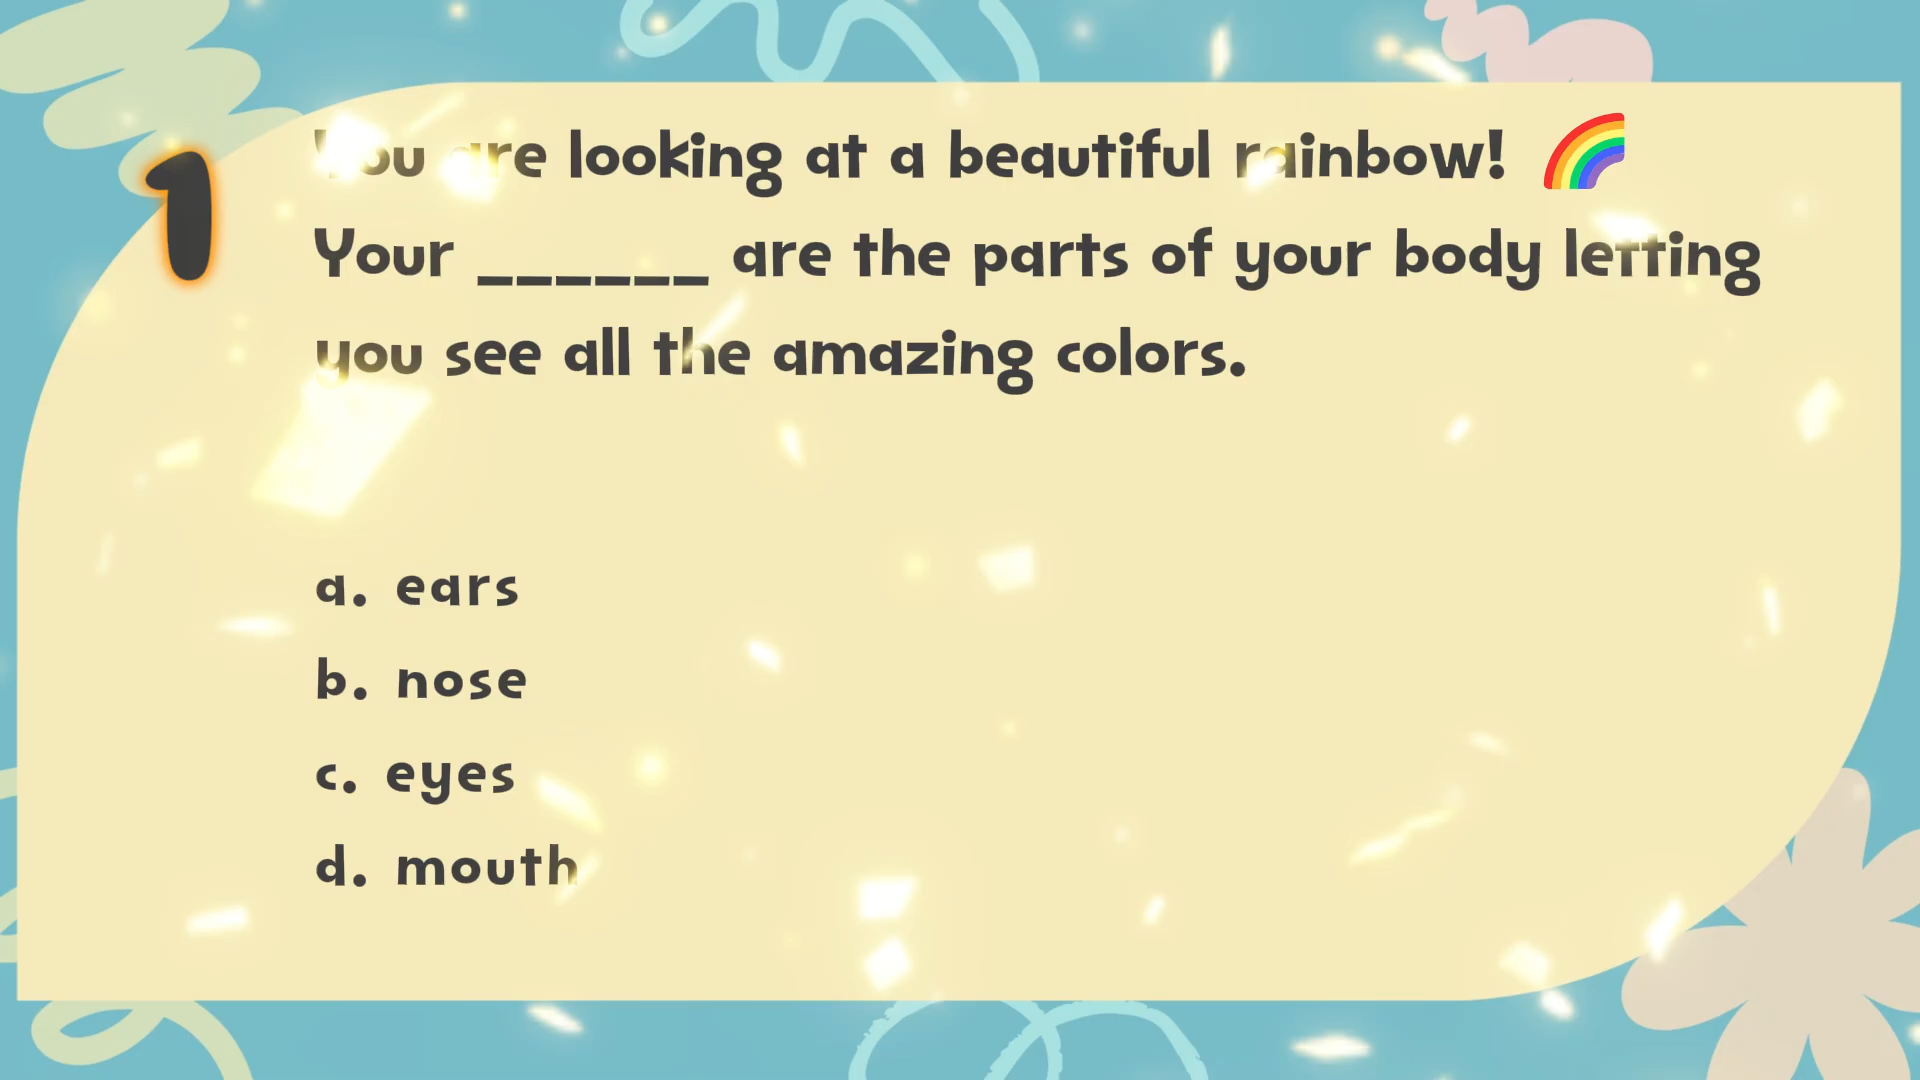 1
You are looking at a beautiful rainbow! 🌈
Your ______ are the parts of your body letting
you see all the amazing colors.
a. ears
b. nose
c. eyes
d. mouth